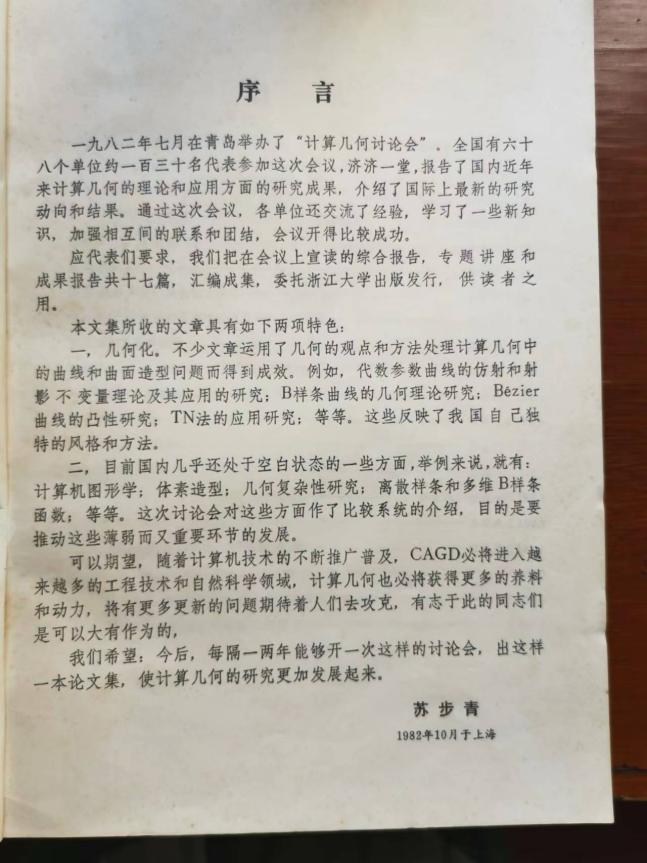 序 言
一九八二年七月在青岛举办了“计算几何讨论会”。全国有六十
八个单位约一百三十名代表参加这次会议,济济一堂,报告了国内近年
来计算几何的理论和应用方面的研究成果，介绍了国际上最新的研究
动向和结果。通过这次会议，各单位还交流了经验，学习了一些新知
识，加强相互间的联系和团结，会议开得比较成功。
应代表们要求，我们把在会议上宣读的综合报告，专题讲座和
成果报告共十七篇，汇编成集，委托浙江大学出版发行，供读者之
用。
本文集所收的文章具有如下两项特色：
一，几何化。不少文章运用了几何的观点和方法处理计算几何中
的曲线和曲面造型问题而得到成效。例如，代数参数曲线的仿射和射
影不变量理论及其应用的研究；B样条曲线的几何理论研究；Bézier
曲线的凸性研究；TN法的应用研究；等等。这些反映了我国自己独
特的风格和方法。
二，目前国内几乎还处于空白状态的一些方面,举例来说,就有：
计算机图形学；体素造型；几何复杂性研究；离散样条和多维B样条
函数；等等。这次讨论会对这些方面作了比较系统的介绍，目的是要
推动这些薄弱而又重要环节的发展。
可以期望，随着计算机技术的不断推广普及，CAGD必将进入越
来越多的工程技术和自然科学领域，计算几何也必将获得更多的养料
和动力，将有更多更新的问题期待着人们去攻克，有志于此的同志们
是可以大有作为的，
我们希望：今后，每隔一两年能够开一次这样的讨论会，出这样
一本论文集，使计算几何的研究更加发展起来。
苏步青
1982年10月于上海